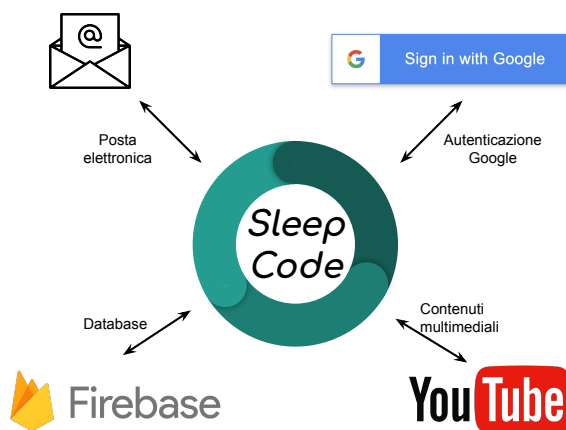 @
G
Sign in with Google
Posta
elettronica
Autenticazione
Google
Sleep
Code
Database
Contenuti
multimediali
Firebase
YouTube